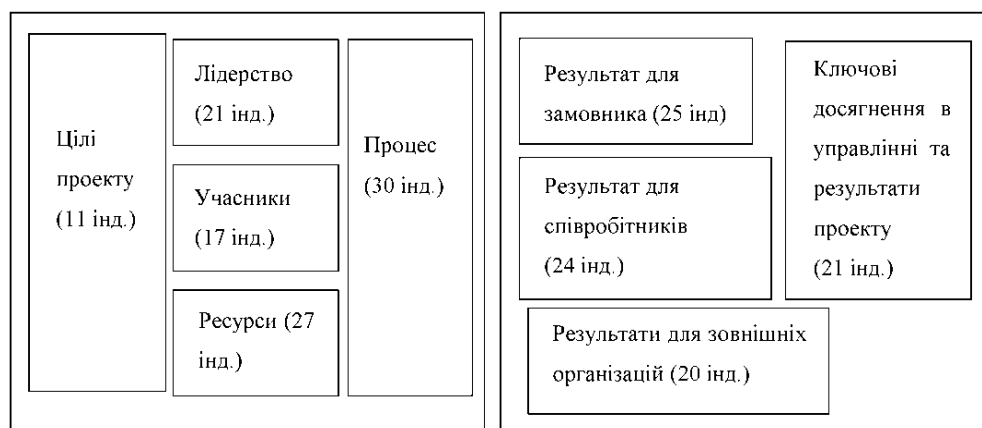 Цілі
проекту
(11 інд.)
Лідерство
(21 інд.)
Учасники
(17 інд.)
Ресурси (27
інд.)
Процес
(30 інд.)
Результат для
замовника (25 інд)
Результат для
співробітників
(24 інд.)
Результати для зовнішніх
організацій (20 інд.)
Ключові
досягнення в
управлінні та
результати
проекту
(21 інд.)